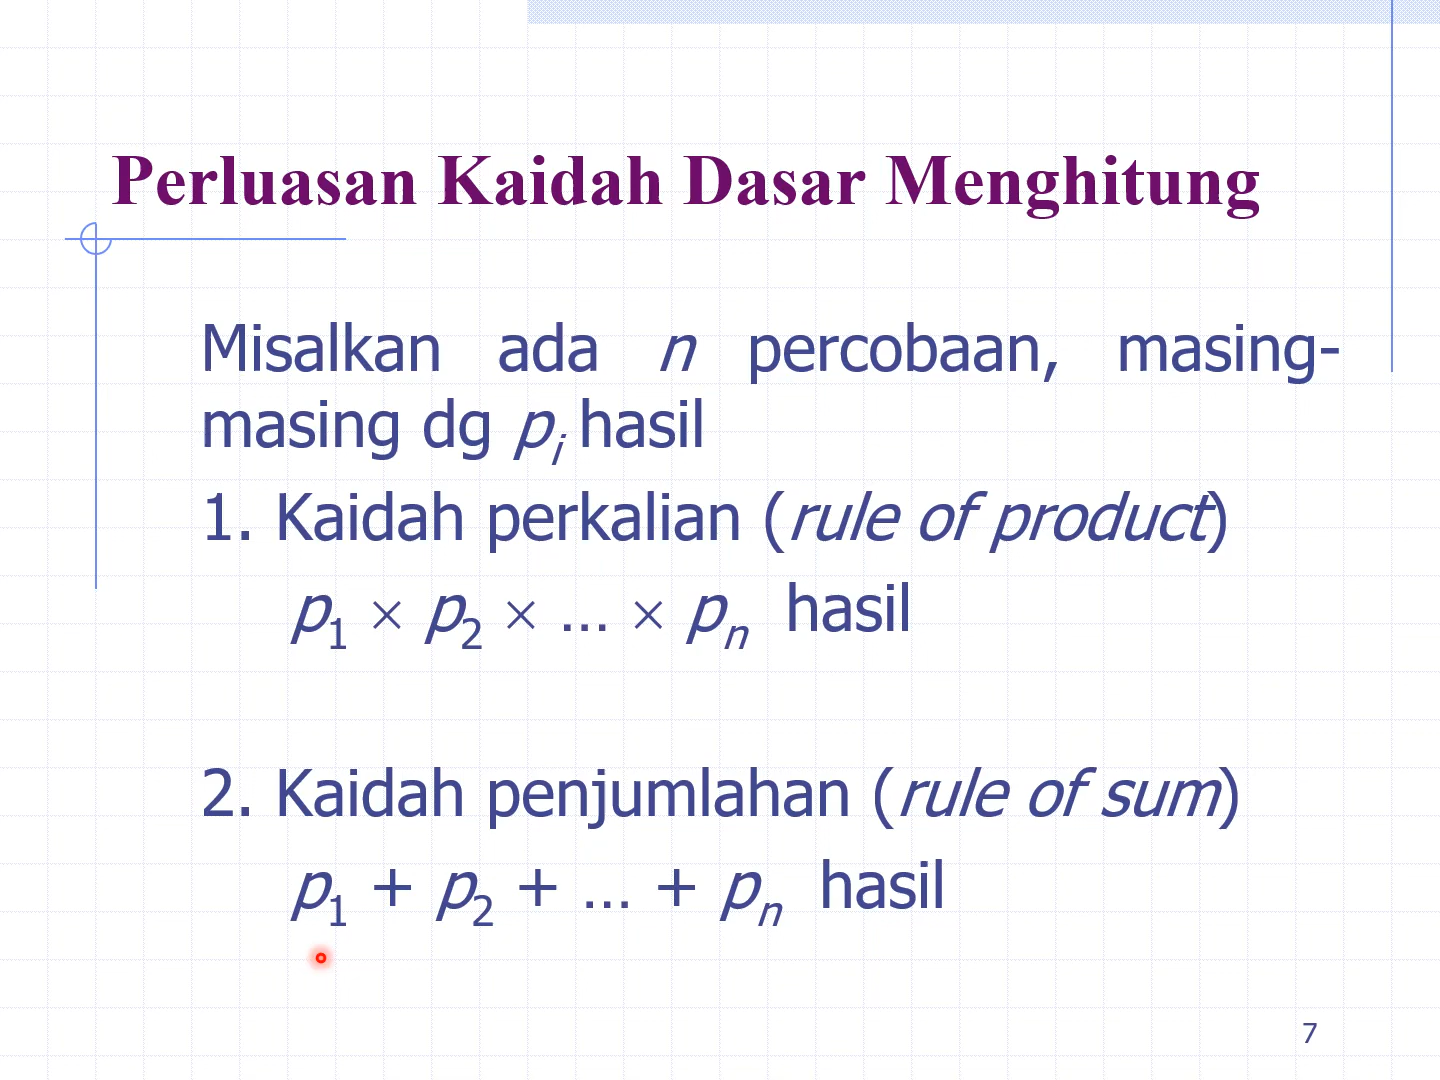 Perluasan Kaidah Dasar Menghitung
Misalkan ada n percobaan, masing-
masing dg pᵢ hasil
1. Kaidah perkalian (rule of product)
p₁ × p₂ × … × pₙ hasil
2. Kaidah penjumlahan (rule of sum)
p₁ + p₂ + … + pₙ hasil
7